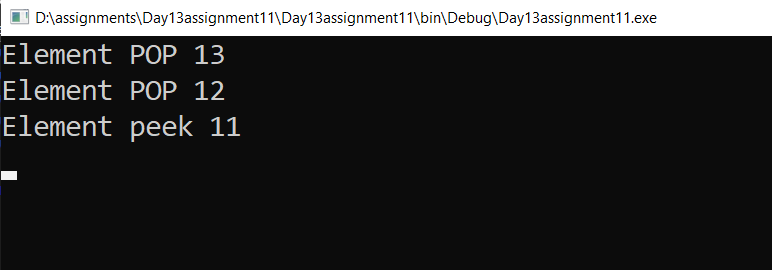 D:\assignments\Day13assignment11\Day13assignment11\bin\Debug\Day13assignment11.exe
Element POP 13
Element POP 12
Element peek 11